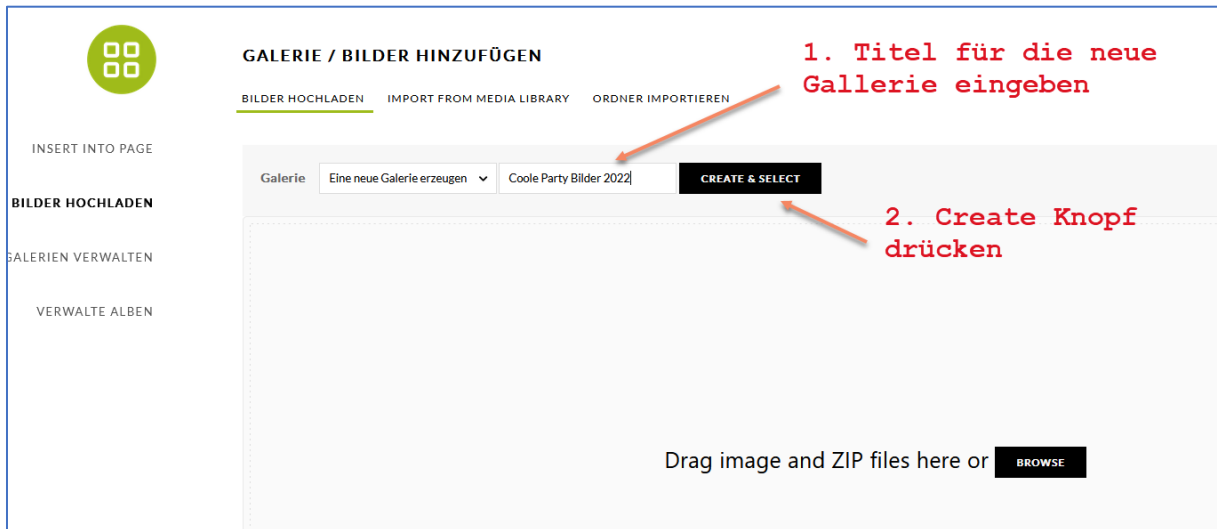 GALERIE / BILDER HINZUFÜGEN
1. Titel für die neue
Gallerie eingeben
BILDER HOCHLADEN IMPORT FROM MEDIA LIBRARY ORDNER IMPORTIEREN
INSERT INTO PAGE
BILDER HOCHLADEN
GALERIEN VERWALTEN
VERWALTE ALBEN
Galerie Eine neue Galerie erzeugen Coole Party Bilder 2022 CREATE & SELECT
2. Create Knopf
drücken
Drag image and ZIP files here or BROWSE